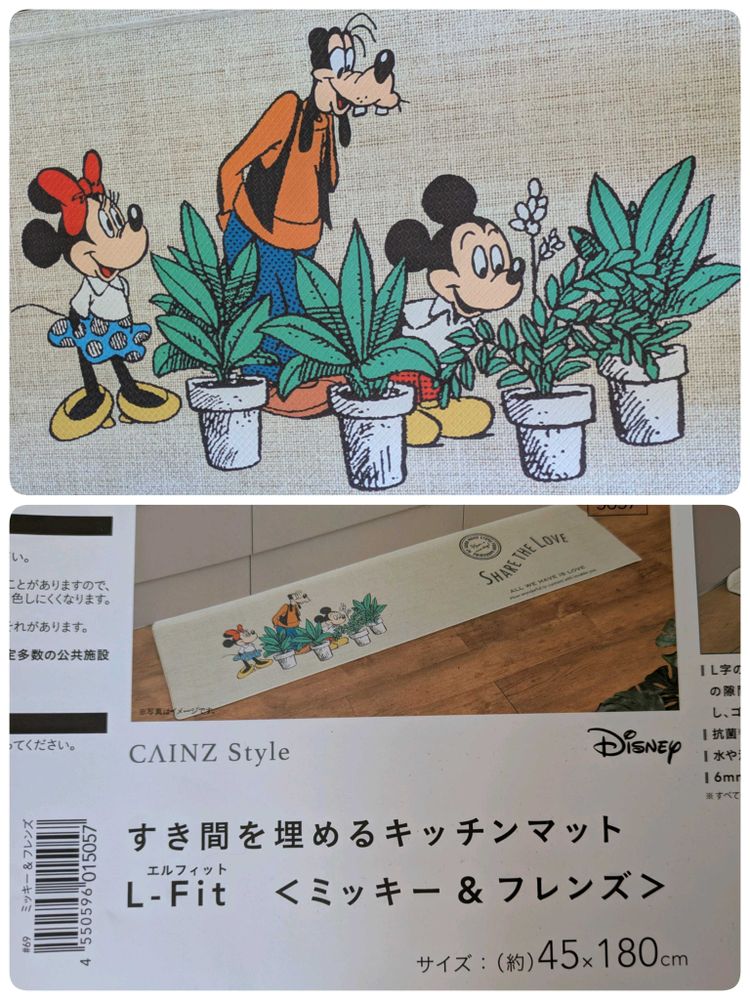 い。
ことがありますので、
色しにくくなります。
それがあります。
定多数の公共施設
ってください。
SHARE THE LOVE
ALL WE HAVE IS LOVE
※写真はイメージです。
L字の
の隙間
し、ゴ
抗菌
水や
6mm
※すべて
CAINZ Style
Disney
すき間を埋めるキッチンマット
エルフィット
L-Fit <ミッキー & フレンズ>
サイズ:(約)45×180cm
#69 ミッキー & フレンズ
4 550596 015057